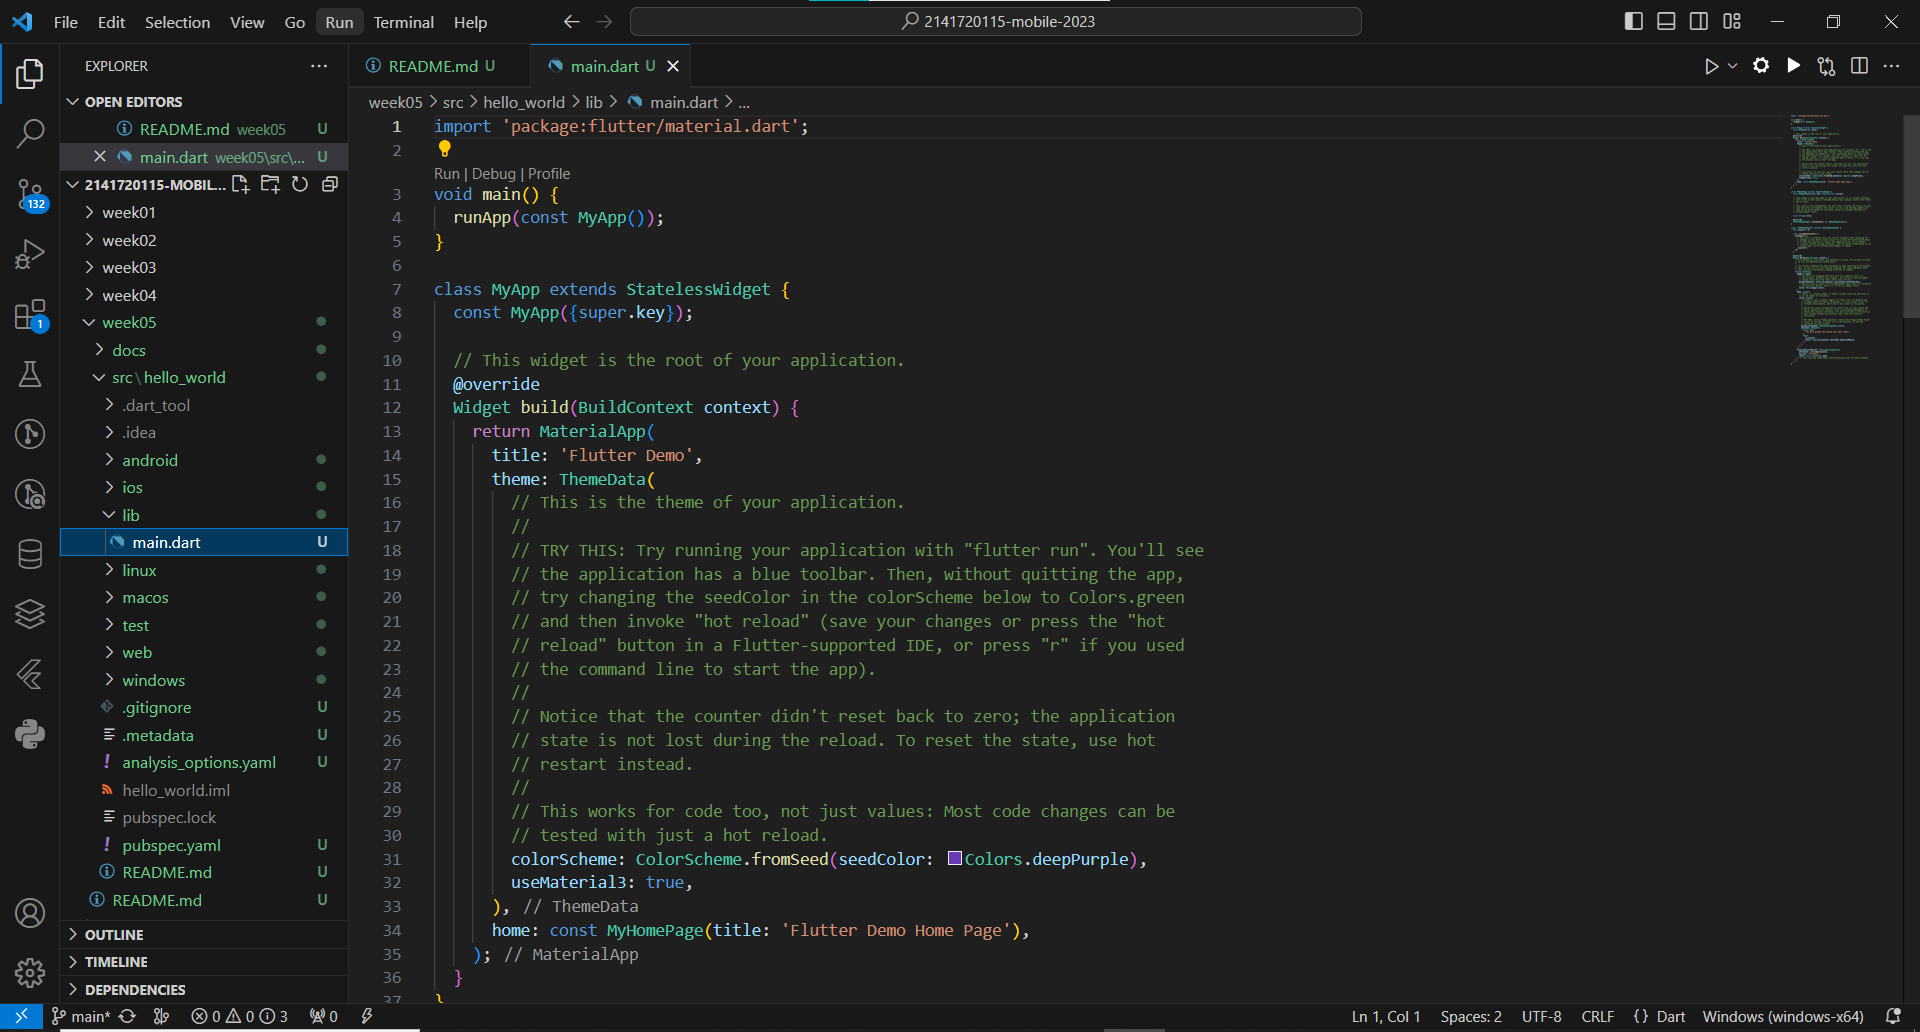 File Edit Selection View Go Run Terminal Help
2141720115-mobile-2023
EXPLORER
OPEN EDITORS
README.md week05 U
main.dart week05\src\... U
2141720115-MOBIL...
week01
week02
week03
week04
week05
docs
src\hello_world
.dart_tool
.idea
android
ios
lib
main.dart U
linux
macos
test
web
windows
.gitignore U
.metadata U
analysis_options.yaml U
hello_world.iml
pubspec.lock
pubspec.yaml U
README.md U
README.md U
OUTLINE
TIMELINE
DEPENDENCIES
132
1
README.md U
main.dart U
week05 > src > hello_world > lib > main.dart > ...
1 import 'package:flutter/material.dart';
2
Run | Debug | Profile
3 void main() {
4 runApp(const MyApp());
5 }
6
7 class MyApp extends StatelessWidget {
8 const MyApp({super.key});
9
10 // This widget is the root of your application.
11 @override
12 Widget build(BuildContext context) {
13 return MaterialApp(
14 title: 'Flutter Demo',
15 theme: ThemeData(
16 // This is the theme of your application.
17 //
18 // TRY THIS: Try running your application with "flutter run". You'll see
19 // the application has a blue toolbar. Then, without quitting the app,
20 // try changing the seedColor in the colorScheme below to Colors.green
21 // and then invoke "hot reload" (save your changes or press the "hot
22 // reload" button in a Flutter-supported IDE, or press "r" if you used
23 // the command line to start the app).
24 //
25 // Notice that the counter didn't reset back to zero; the application
26 // state is not lost during the reload. To reset the state, use hot
27 // restart instead.
28 //
29 // This works for code too, not just values: Most code changes can be
30 // tested with just a hot reload.
31 colorScheme: ColorScheme.fromSeed(seedColor: Colors.deepPurple),
32 useMaterial3: true,
33 ), // ThemeData
34 home: const MyHomePage(title: 'Flutter Demo Home Page'),
35 ); // MaterialApp
36 }
37 }
main* 0 0 3 0
Ln 1, Col 1 Spaces: 2 UTF-8 CRLF {} Dart Windows (windows-x64)